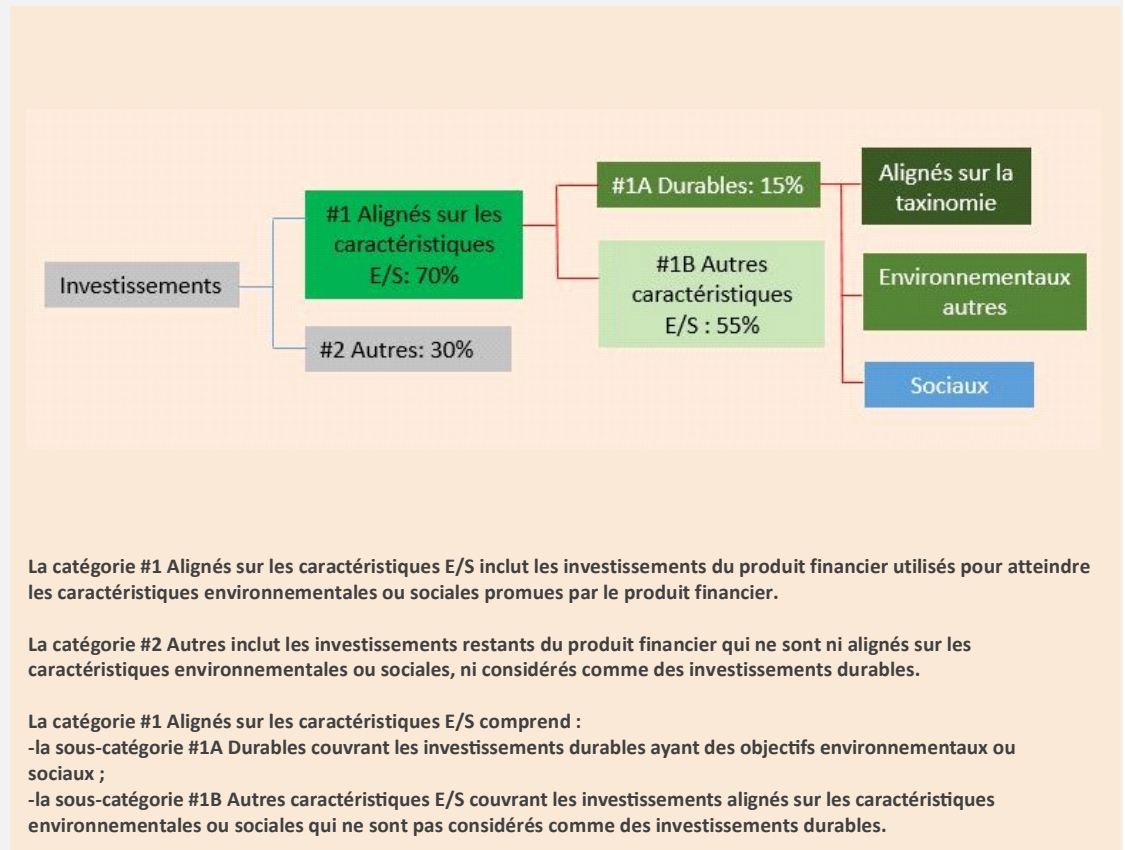 Investissements
#1 Alignés sur les
caractéristiques
E/S: 70%
#2 Autres: 30%
#1A Durables: 15%
#1B Autres
caractéristiques
E/S : 55%
Alignés sur la
taxinomie
Environnementaux
autres
Sociaux
La catégorie #1 Alignés sur les caractéristiques E/S inclut les investissements du produit financier utilisés pour atteindre
les caractéristiques environnementales ou sociales promues par le produit financier.
La catégorie #2 Autres inclut les investissements restants du produit financier qui ne sont ni alignés sur les
caractéristiques environnementales ou sociales, ni considérés comme des investissements durables.
La catégorie #1 Alignés sur les caractéristiques E/S comprend :
-la sous-catégorie #1A Durables couvrant les investissements durables ayant des objectifs environnementaux ou
sociaux ;
-la sous-catégorie #1B Autres caractéristiques E/S couvrant les investissements alignés sur les caractéristiques
environnementales ou sociales qui ne sont pas considérés comme des investissements durables.